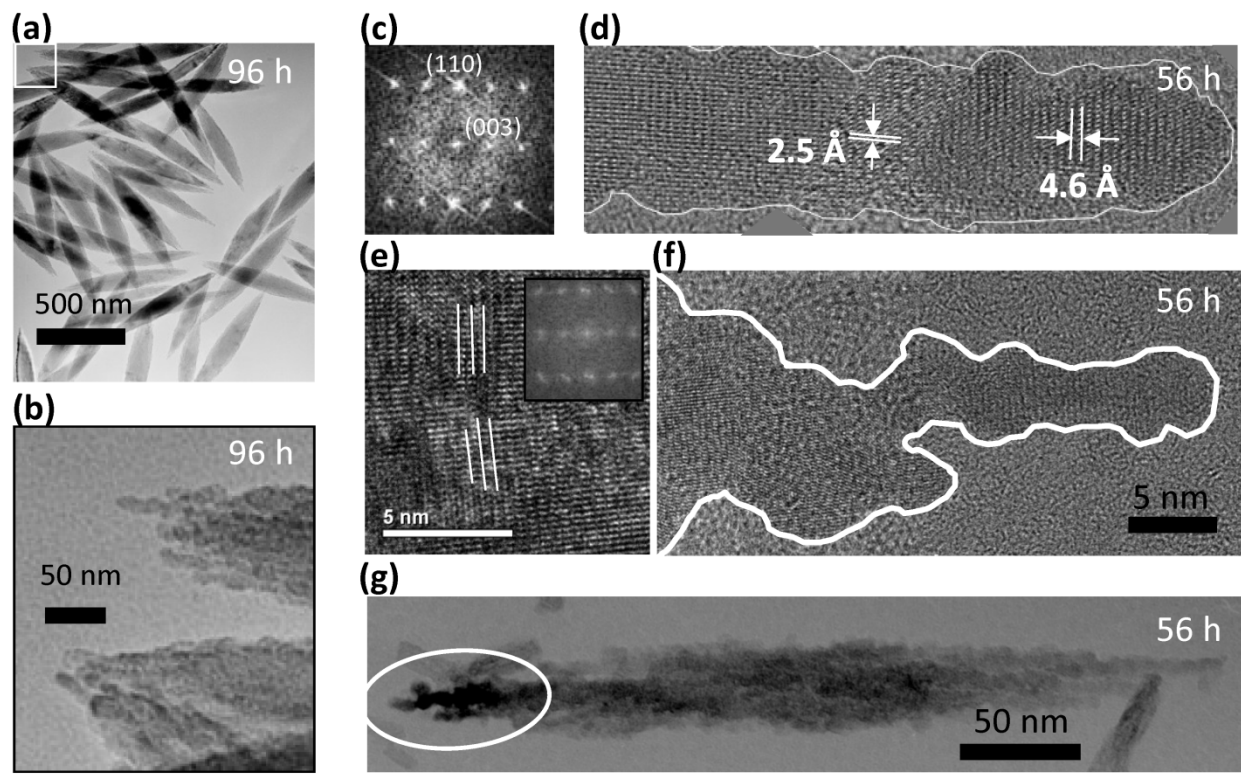 (a)
96 h
500 nm
(b)
96 h
50 nm
(c)
(110)
(003)
(d)
56 h
2.5 Å
4.6 Å
(e)
5 nm
(f)
56 h
5 nm
(g)
56 h
50 nm